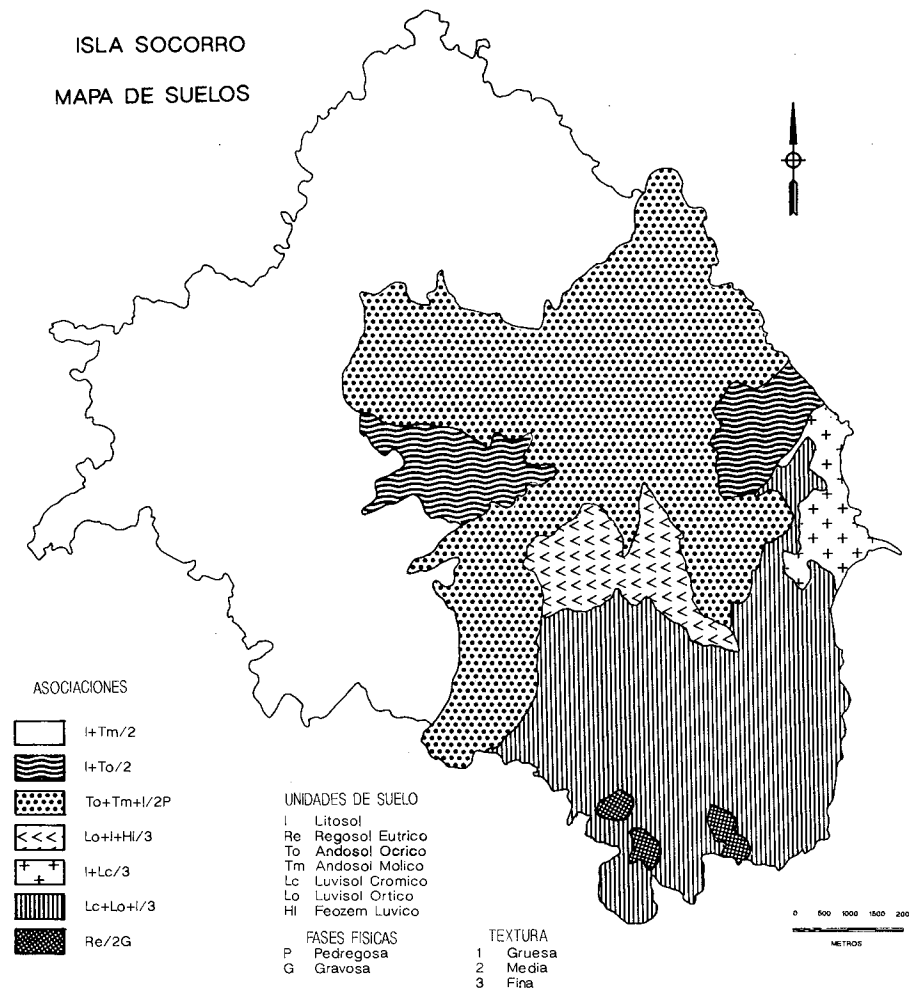 ISLA SOCORRO
MAPA DE SUELOS
ASOCIACIONES
I+Tm/2
I+To/2
To+Tm+I/2P
Lo+I+Hi/3
I+Lc/3
Lc+Lo+I/3
Re/2G
UNIDADES DE SUELO
I Litosol
Re Regosol Eutrico
To Andosol Ocrico
Tm Andosol Molico
Lc Luvisol Cromico
Lo Luvisol Ortico
Hl Feozem Luvico
FASES FISICAS
P Pedregosa
G Gravosa
TEXTURA
1 Gruesa
2 Media
3 Fina
0 500 1000 1500 200
METROS